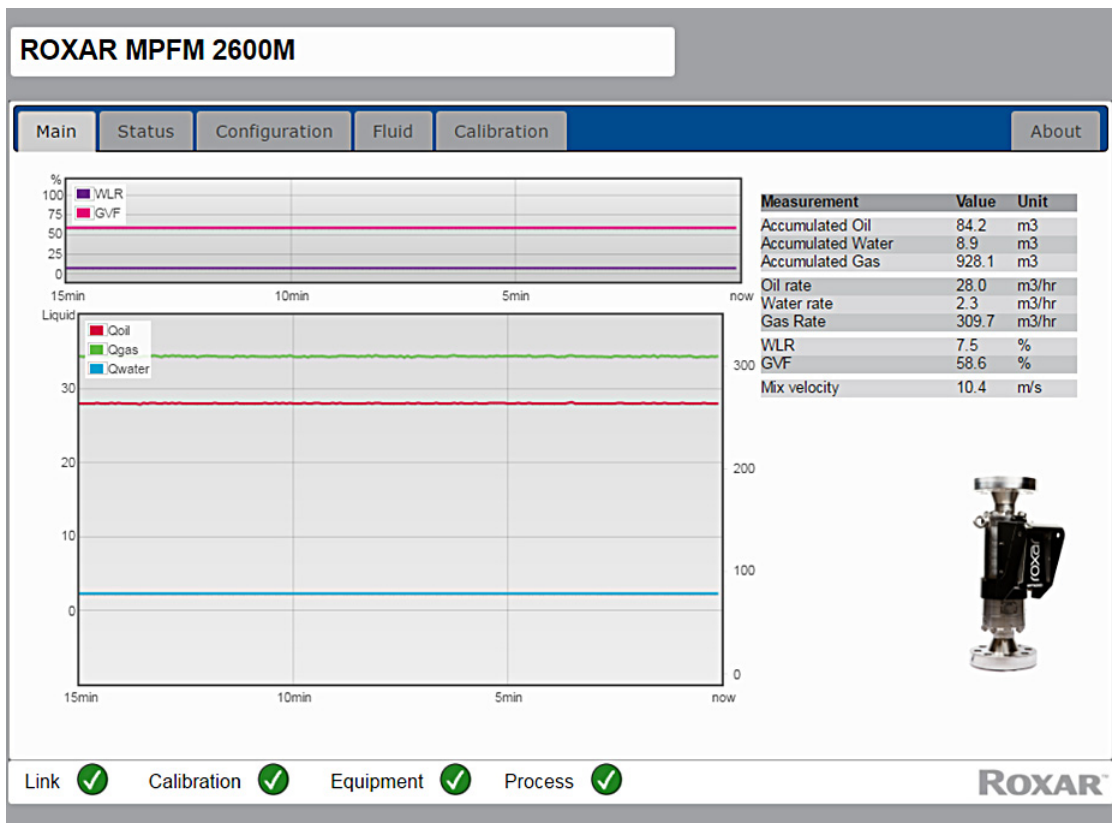 ROXAR MPFM 2600M
Main Status Configuration Fluid Calibration About
%
100
75
50
25
0
WLR
GVF
15min 10min 5min now
Liquid
30
20
10
0
Qoil
Qgas
Qwater
300
200
100
0
15min 10min 5min now
Measurement Value Unit
Accumulated Oil 84.2 m3
Accumulated Water 8.9 m3
Accumulated Gas 928.1 m3
Oil rate 28.0 m3/hr
Water rate 2.3 m3/hr
Gas Rate 309.7 m3/hr
WLR 7.5 %
GVF 58.6 %
Mix velocity 10.4 m/s
roxar
Link Calibration Equipment Process
ROXAR